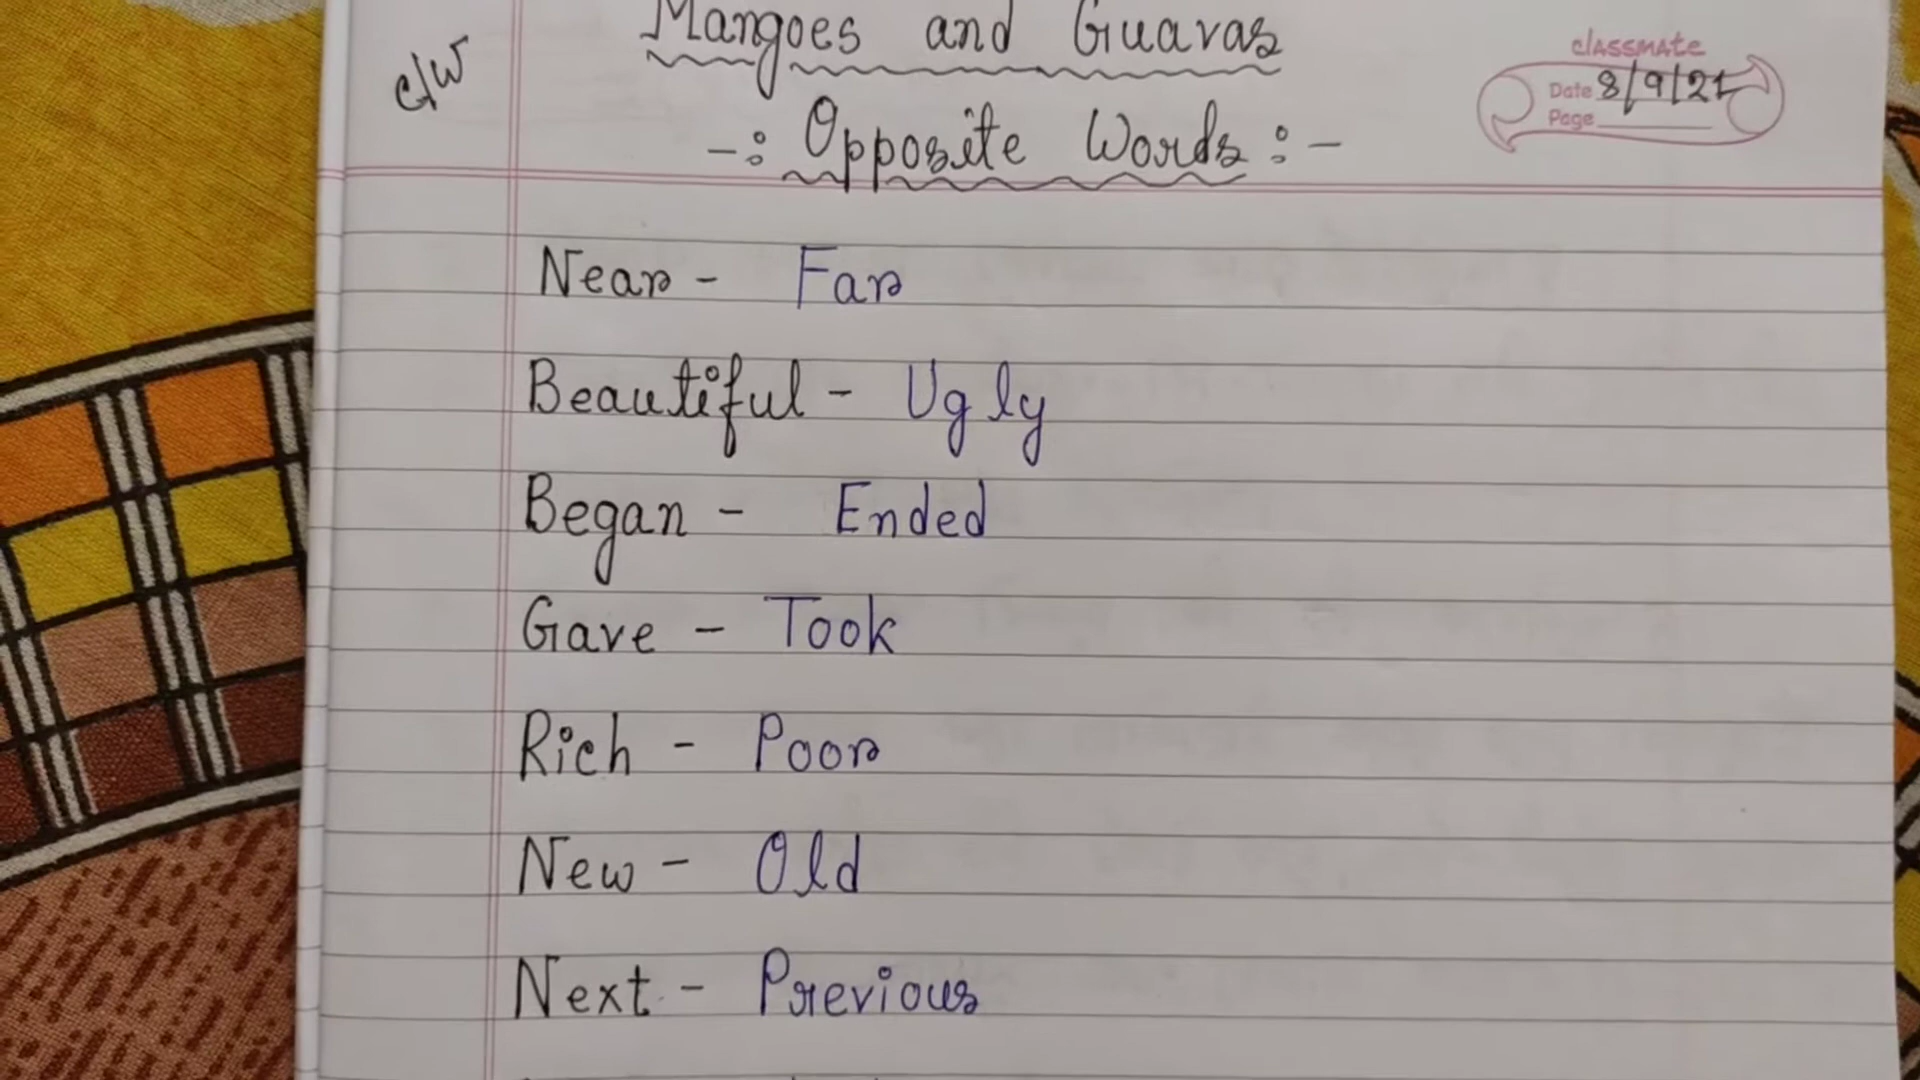 Mangoes and Guavas
c/w
classmate
Date 8/9/21
Page
-: Opposite Words :-
Near - Far
Beautiful - Ugly
Began - Ended
Gave - Took
Rich - Poor
New - Old
Next - Previous